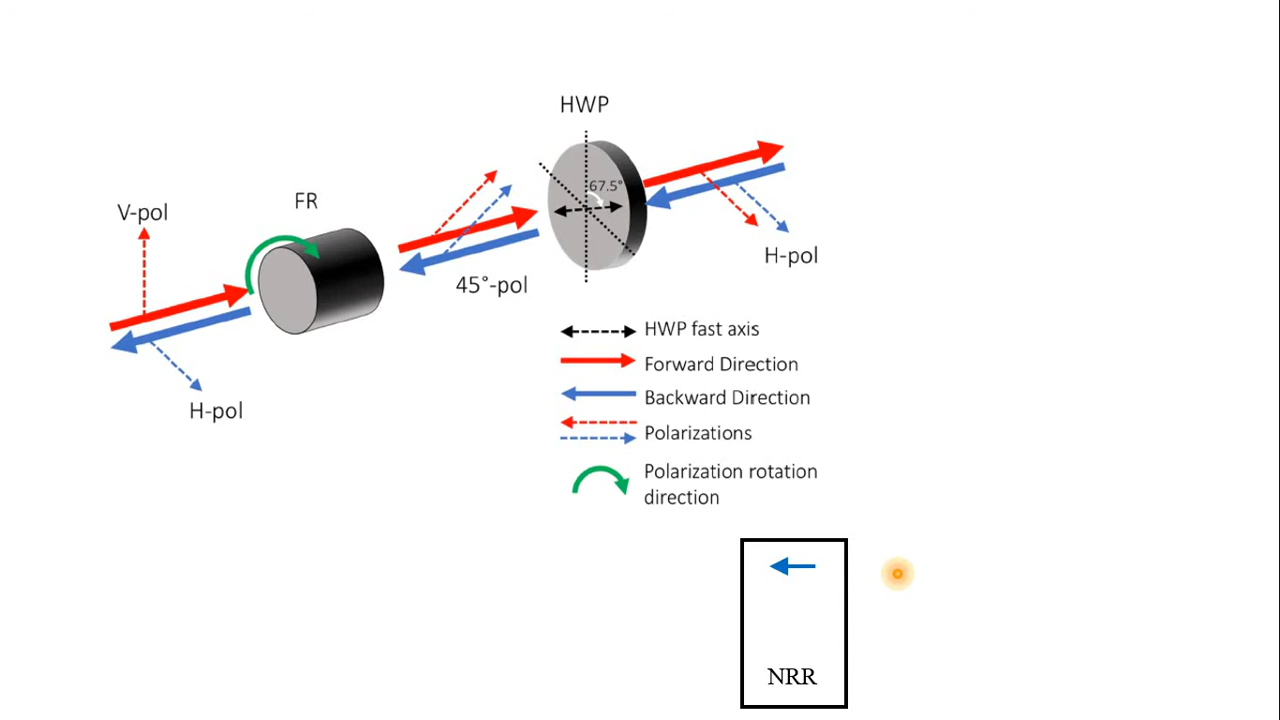 HWP
67.5°
FR
V-pol
H-pol
45°-pol
H-pol
HWP fast axis
Forward Direction
Backward Direction
Polarizations
Polarization rotation
direction
NRR